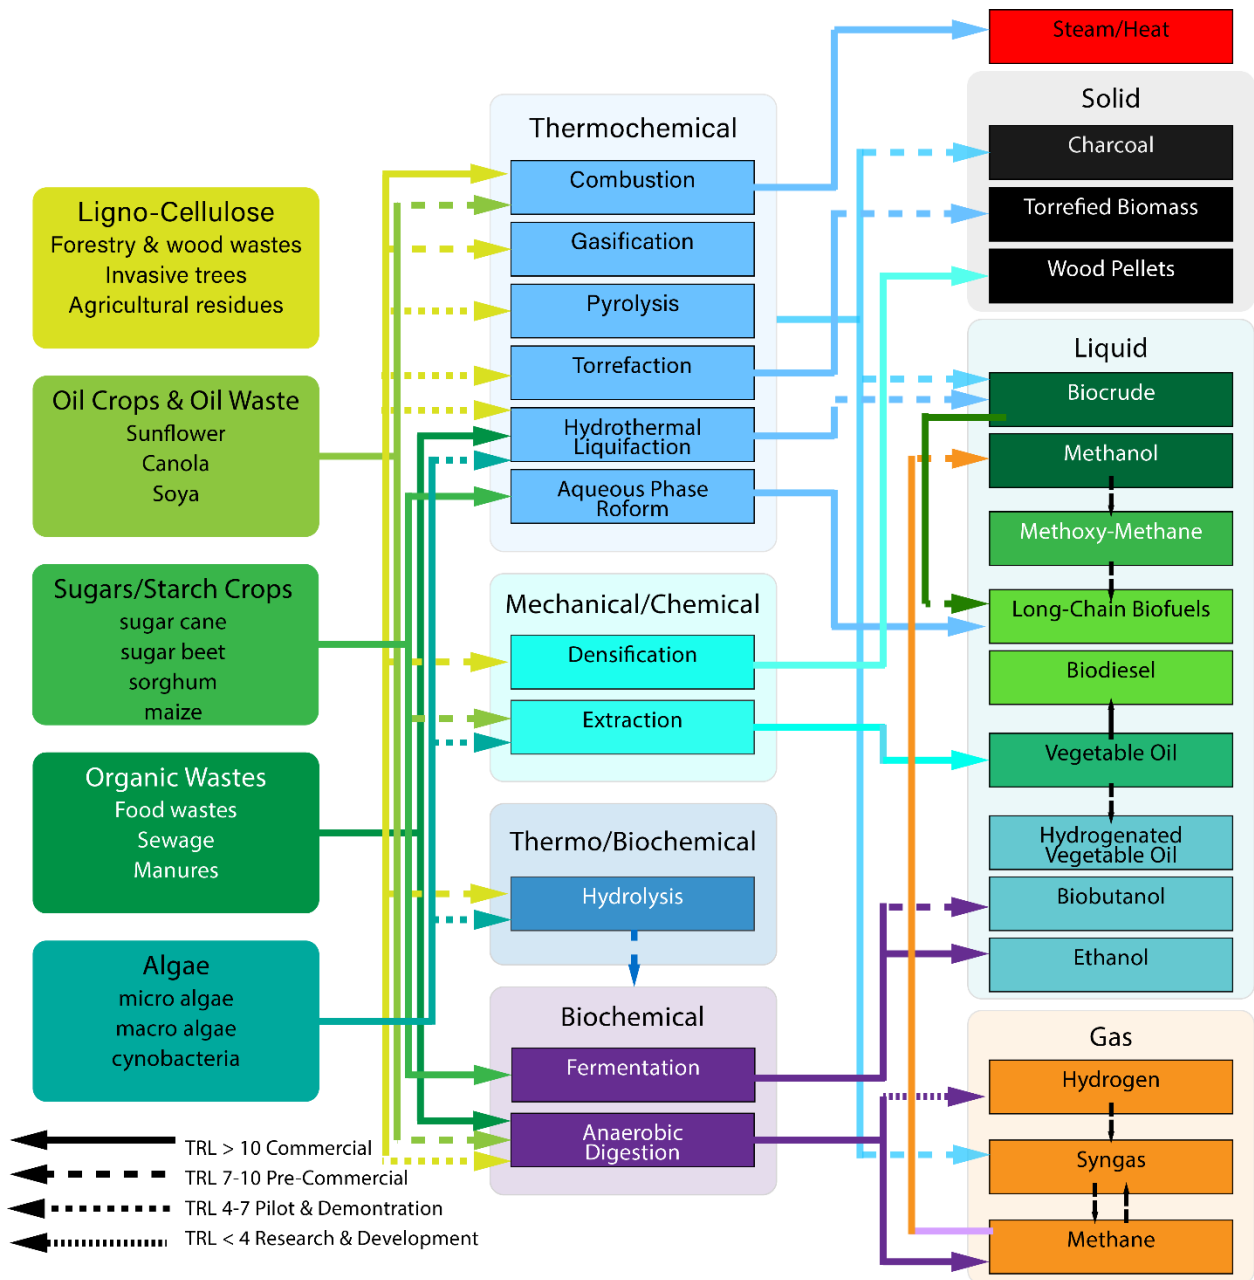 Ligno-Cellulose
Forestry & wood wastes
Invasive trees
Agricultural residues
Oil Crops & Oil Waste
Sunflower
Canola
Soya
Sugars/Starch Crops
sugar cane
sugar beet
sorghum
maize
Organic Wastes
Food wastes
Sewage
Manures
Algae
micro algae
macro algae
cynobacteria
TRL > 10 Commercial
TRL 7-10 Pre-Commercial
TRL 4-7 Pilot & Demontration
TRL < 4 Research & Development
Thermochemical
Combustion
Gasification
Pyrolysis
Torrefaction
Hydrothermal
Liquifaction
Aqueous Phase
Roform
Mechanical/Chemical
Densification
Extraction
Thermo/Biochemical
Hydrolysis
Biochemical
Fermentation
Anaerobic
Digestion
Steam/Heat
Solid
Charcoal
Torrefied Biomass
Wood Pellets
Liquid
Biocrude
Methanol
Methoxy-Methane
Long-Chain Biofuels
Biodiesel
Vegetable Oil
Hydrogenated
Vegetable Oil
Biobutanol
Ethanol
Gas
Hydrogen
Syngas
Methane